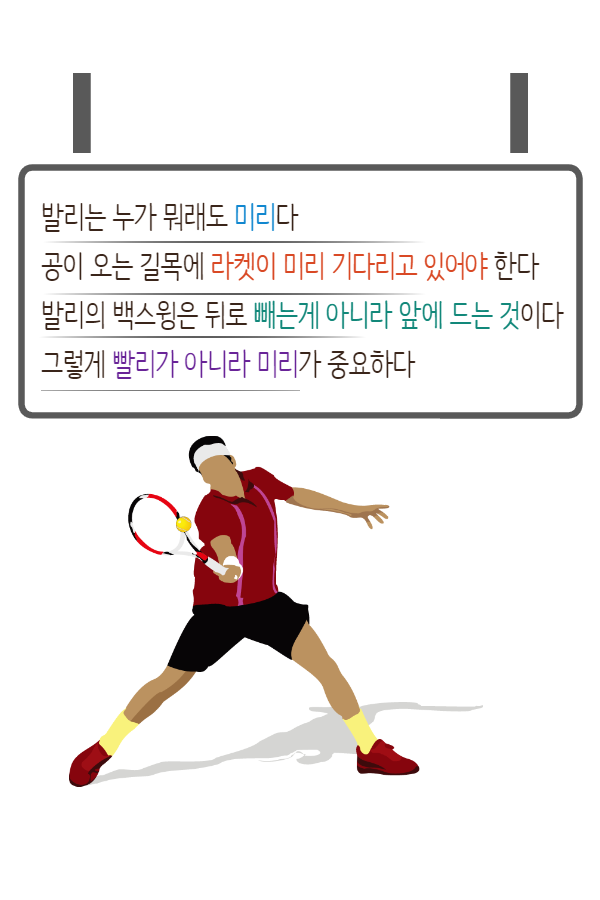 발리는 누가 뭐래도 미리다
공이 오는 길목에 라켓이 미리 기다리고 있어야 한다
발리의 백스윙은 뒤로 빼는게 아니라 앞에 드는 것이다
그렇게 빨리가 아니라 미리가 중요하다